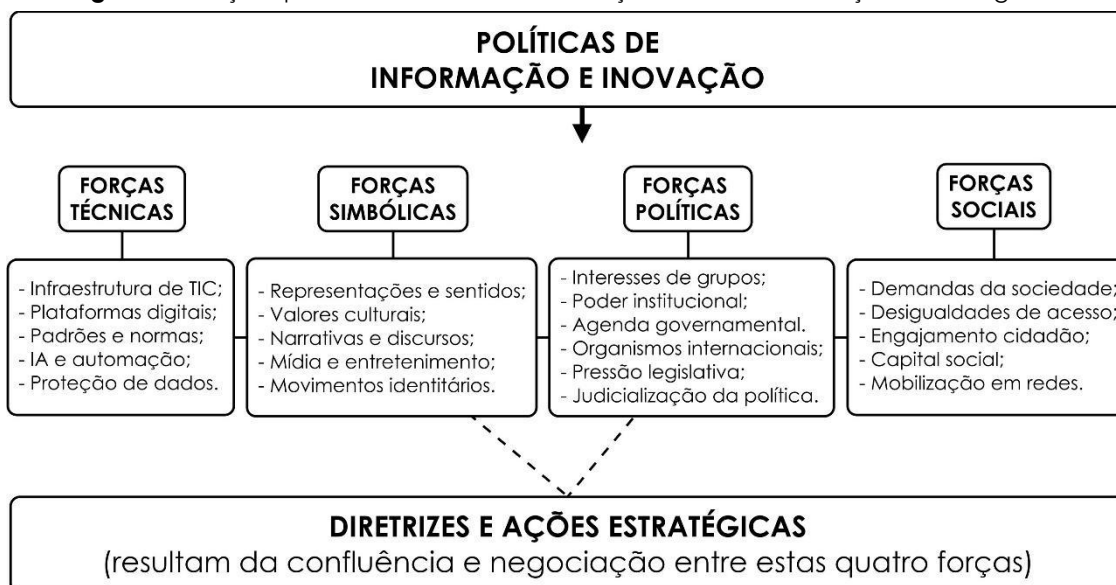 POLÍTICAS DE
INFORMAÇÃO E INOVAÇÃO
FORÇAS
TÉCNICAS
- Infraestrutura de TIC;
- Plataformas digitais;
- Padrões e normas;
- IA e automação;
- Proteção de dados.
FORÇAS
SIMBÓLICAS
- Representações e sentidos;
- Valores culturais;
- Narrativas e discursos;
- Mídia e entretenimento;
- Movimentos identitários.
FORÇAS
POLÍTICAS
- Interesses de grupos;
- Poder institucional;
- Agenda governamental.
- Organismos internacionais;
- Pressão legislativa;
- Judicialização da política.
FORÇAS
SOCIAIS
- Demandas da sociedade;
- Desigualdades de acesso;
- Engajamento cidadão;
- Capital social;
- Mobilização em redes.
DIRETRIZES E AÇÕES ESTRATÉGICAS
(resultam da confluência e negociação entre estas quatro forças)